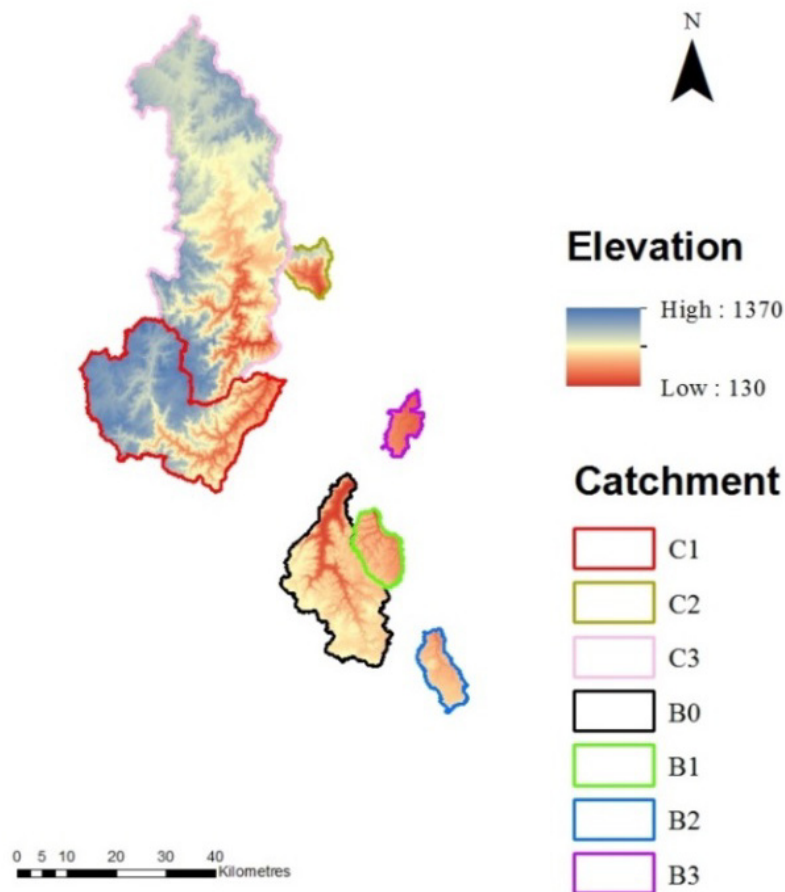 N
Elevation
High : 1370
Low : 130
Catchment
C1
C2
C3
B0
B1
B2
B3
0 5 10 20 30 40
Kilometres